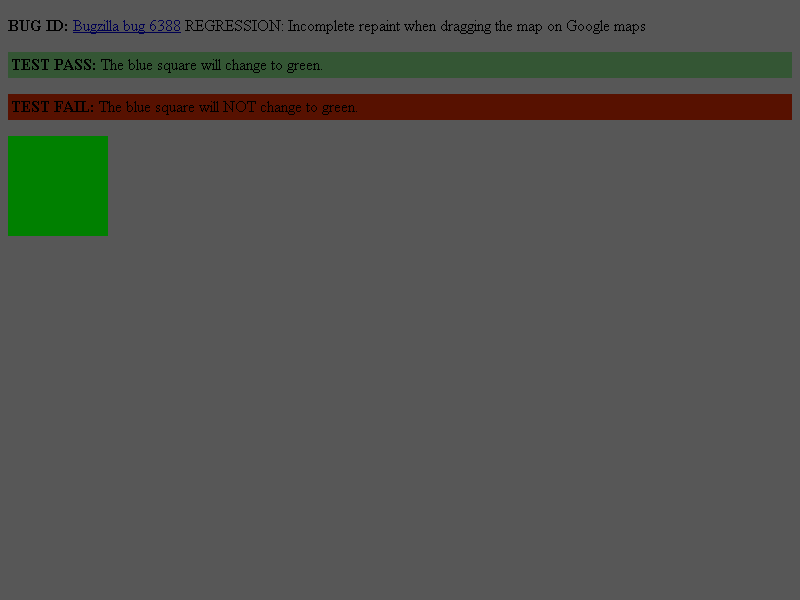 BUG ID: Bugzilla bug 6388 REGRESSION: Incomplete repaint when dragging the map on Google maps
TEST PASS: The blue square will change to green.
TEST FAIL: The blue square will NOT change to green.